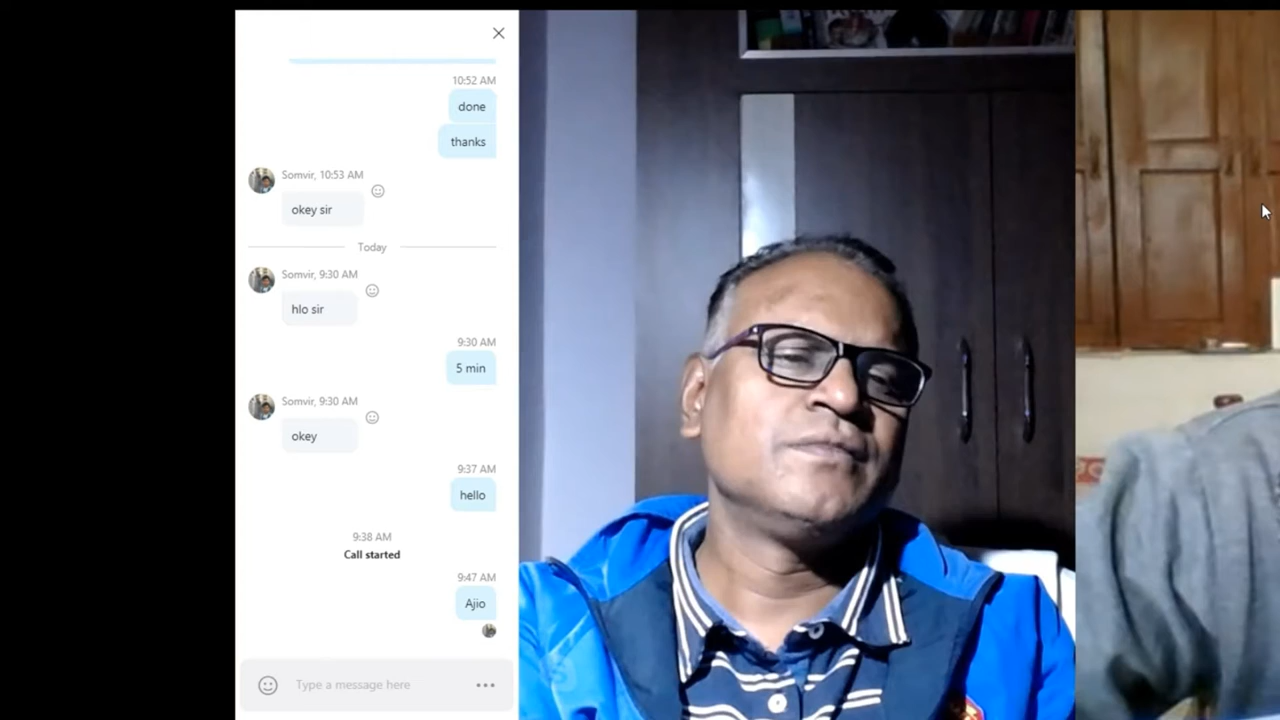 10:52 AM
done
thanks
Somvir, 10:53 AM
okey sir
Today
Somvir, 9:30 AM
hlo sir
9:30 AM
5 min
Somvir, 9:30 AM
okey
9:37 AM
hello
9:38 AM
Call started
9:47 AM
Ajio
Type a message here